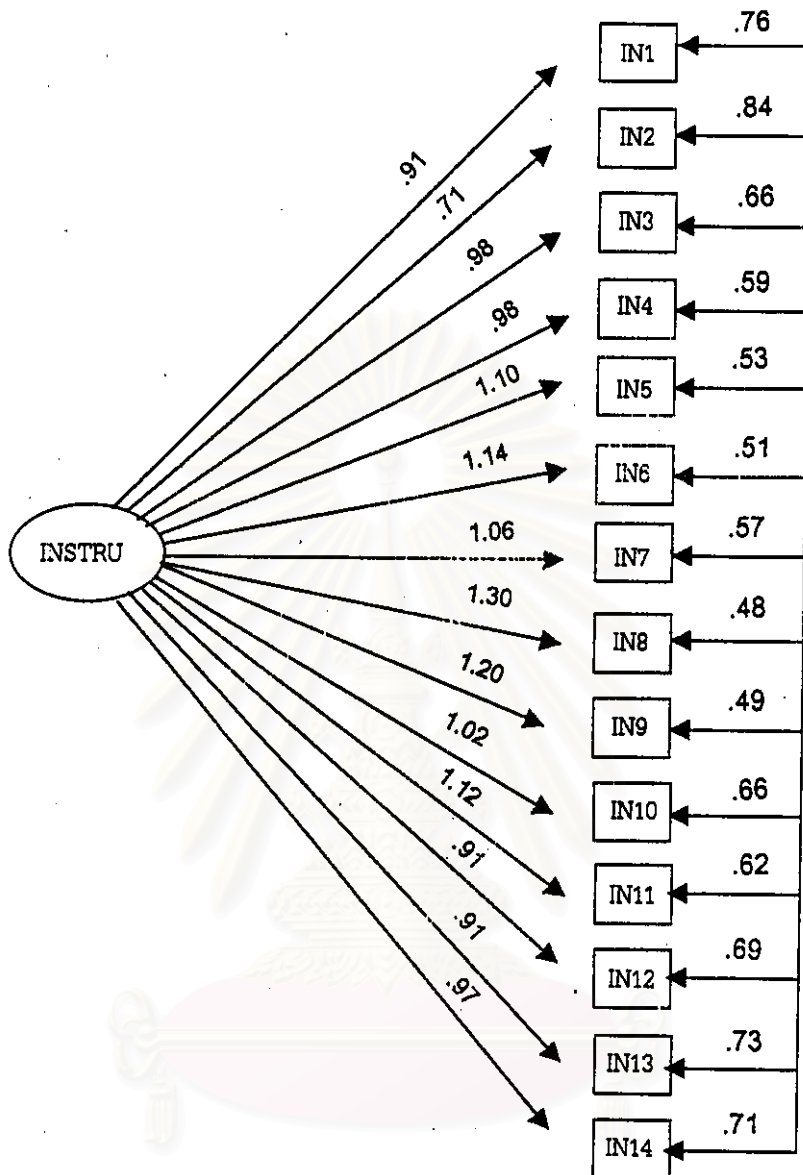 .76
IN1
.84
IN2
.91
.71
.66
IN3
.98
.59
IN4
.98
.53
IN5
1.10
.51
IN6
1.14
INSTRU
1.06
.57
IN7
1.30
.48
IN8
1.20
.49
IN9
1.02
.66
IN10
1.12
.62
IN11
.91
.69
IN12
.91
.73
IN13
.97
.71
IN14